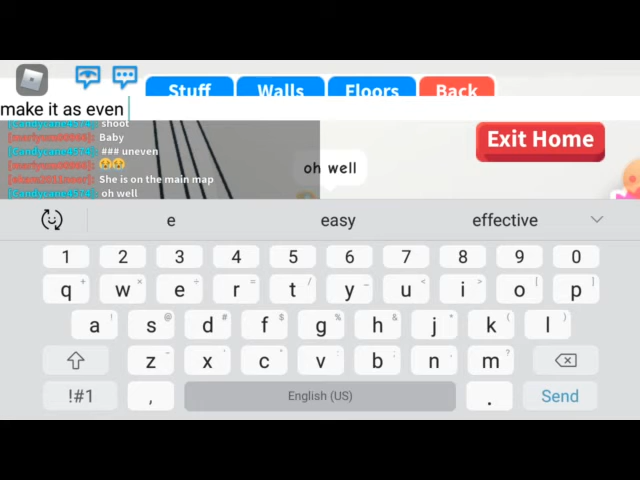 Stuff Walls Floors Back
make it as even
shoot
Baby
[Candycane4574]: ### uneven
😢😢
She is on the main map
[Candycane4574]: oh well
Exit Home
oh well
e easy effective
1 2 3 4 5 6 7 8 9 0
q + w × e ÷ r = t / y _ u < i > o [ p ]
a ! s @ d # f $ g % h & j * k ( l )
z - x ' c " v : b ; n , m ?
!#1 , English (US) . Send